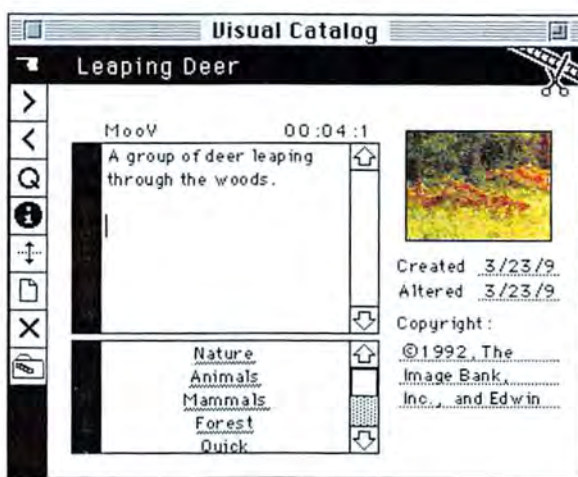 Visual Catalog
Leaping Deer
MooV 00:04:1
A group of deer leaping
through the woods.
Created 3/23/9
Altered 3/23/9
Copyright:
©1992, The
Image Bank,
Inc., and Edwin
Nature
Animals
Mammals
Forest
Quick
Q